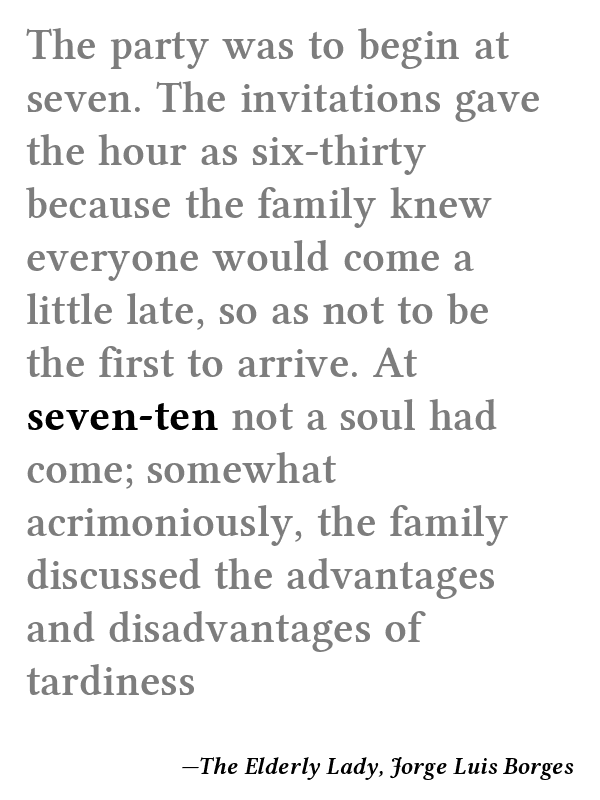 The party was to begin at
seven. The invitations gave
the hour as six-thirty
because the family knew
everyone would come a
little late, so as not to be
the first to arrive. At
seven-ten not a soul had
come; somewhat
acrimoniously, the family
discussed the advantages
and disadvantages of
tardiness
—The Elderly Lady, Jorge Luis Borges